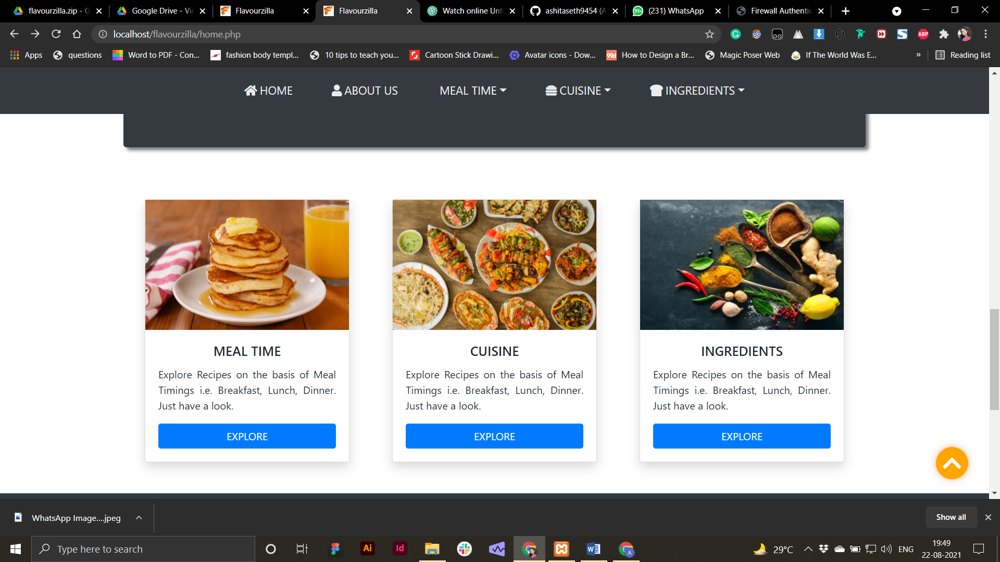 flavourzilla.zip - G
Google Drive - Vir
Flavourzilla
Flavourzilla
Watch online Unf
ashitaseth9454 (A
(231) WhatsApp
Firewall Authentic
localhost/flavourzilla/home.php
ABP
Apps
questions
Word to PDF - Con...
fashion body templ...
10 tips to teach you...
Cartoon Stick Drawi...
Avatar icons - Dow...
99d
How to Design a Br...
Magic Poser Web
If The World Was E...
»
Reading list
HOME
ABOUT US
MEAL TIME
CUISINE
INGREDIENTS
MEAL TIME
Explore Recipes on the basis of Meal
Timings i.e. Breakfast, Lunch, Dinner.
Just have a look.
EXPLORE
CUISINE
Explore Recipes on the basis of Meal
Timings i.e. Breakfast, Lunch, Dinner.
Just have a look.
EXPLORE
INGREDIENTS
Explore Recipes on the basis of Meal
Timings i.e. Breakfast, Lunch, Dinner.
Just have a look.
EXPLORE
WhatsApp Image....jpeg
Show all
Type here to search
Ai
Id
29°C
ENG
19:49
22-08-2021